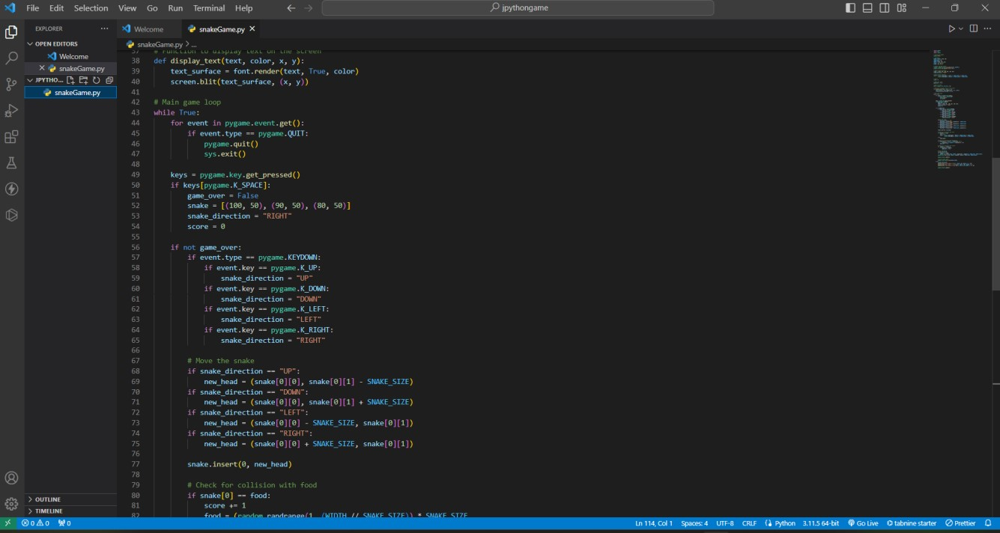 File Edit Selection View Go Run Terminal Help
jpythongame
EXPLORER
Welcome
snakeGame.py
OPEN EDITORS
Welcome
snakeGame.py
JPYTHO...
snakeGame.py
OUTLINE
TIMELINE
snakeGame.py > ...
37 # Function to display text on the screen
38 def display_text(text, color, x, y):
39     text_surface = font.render(text, True, color)
40     screen.blit(text_surface, (x, y))
41
42 # Main game loop
43 while True:
44     for event in pygame.event.get():
45         if event.type == pygame.QUIT:
46             pygame.quit()
47             sys.exit()
48
49     keys = pygame.key.get_pressed()
50     if keys[pygame.K_SPACE]:
51         game_over = False
52         snake = [(100, 50), (90, 50), (80, 50)]
53         snake_direction = "RIGHT"
54         score = 0
55
56     if not game_over:
57         if event.type == pygame.KEYDOWN:
58             if event.key == pygame.K_UP:
59                 snake_direction = "UP"
60             if event.key == pygame.K_DOWN:
61                 snake_direction = "DOWN"
62             if event.key == pygame.K_LEFT:
63                 snake_direction = "LEFT"
64             if event.key == pygame.K_RIGHT:
65                 snake_direction = "RIGHT"
66
67         # Move the snake
68         if snake_direction == "UP":
69             new_head = (snake[0][0], snake[0][1] - SNAKE_SIZE)
70         if snake_direction == "DOWN":
71             new_head = (snake[0][0], snake[0][1] + SNAKE_SIZE)
72         if snake_direction == "LEFT":
73             new_head = (snake[0][0] - SNAKE_SIZE, snake[0][1])
74         if snake_direction == "RIGHT":
75             new_head = (snake[0][0] + SNAKE_SIZE, snake[0][1])
76
77         snake.insert(0, new_head)
78
79         # Check for collision with food
80         if snake[0] == food:
81             score += 1
82             food = (random.randrange(1, (WIDTH // SNAKE_SIZE)) * SNAKE_SIZE,
0 0 0 Ln 114, Col 1 Spaces: 4 UTF-8 CRLF Python 3.11.5 64-bit Go Live tabnine starter Prettier